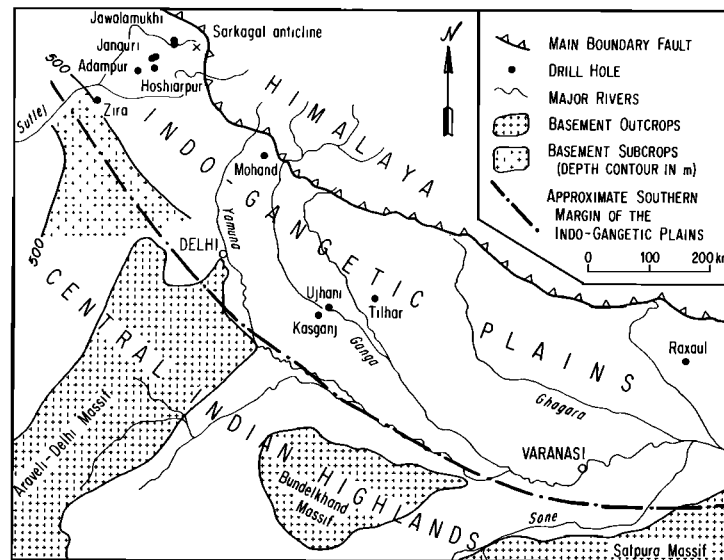 Jawalamukhi
Sarkagal anticline
Janauri
Adampur
Hoshiarpur
500
Zira
Sutlej
HIMALAYA
N
INDO-GANGETIC PLAINS
Mohand
Yamuna
DELHI
500
Ujhani
Kasganj
Tilhar
Ganga
Raxaul
Ghagara
CENTRAL INDIAN HIGHLANDS
Araveli-Delhi Massif
Bundelkhand
Massif
VARANASI
Sone
Satpura Massif
MAIN BOUNDARY FAULT
DRILL HOLE
MAJOR RIVERS
BASEMENT OUTCROPS
BASEMENT SUBCROPS
(DEPTH CONTOUR IN m)
APPROXIMATE SOUTHERN
MARGIN OF THE
INDO-GANGETIC PLAINS
0 100 200 km